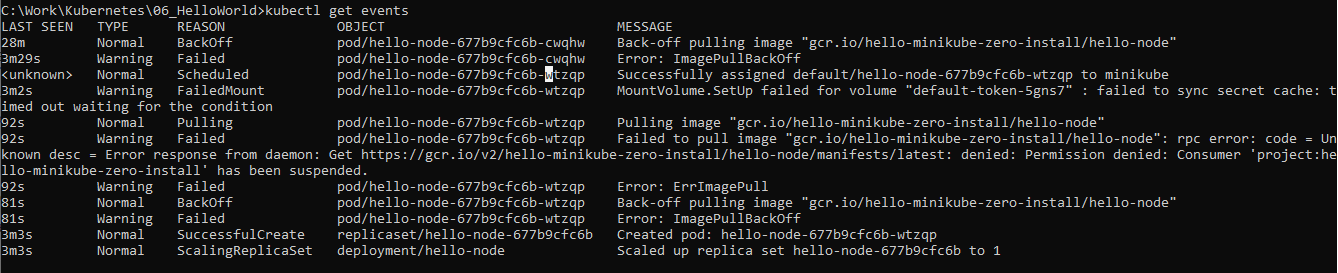 C:\Work\Kubernetes\06_HelloWorld>kubectl get events
LAST SEEN   TYPE      REASON              OBJECT                             MESSAGE
28m         Normal    BackOff             pod/hello-node-677b9cfc6b-cwqhw    Back-off pulling image "gcr.io/hello-minikube-zero-install/hello-node"
3m29s       Warning   Failed              pod/hello-node-677b9cfc6b-cwqhw    Error: ImagePullBackOff
<unknown>   Normal    Scheduled           pod/hello-node-677b9cfc6b-wtzqp    Successfully assigned default/hello-node-677b9cfc6b-wtzqp to minikube
3m2s        Warning   FailedMount         pod/hello-node-677b9cfc6b-wtzqp    MountVolume.SetUp failed for volume "default-token-5gns7" : failed to sync secret cache: t
imed out waiting for the condition
92s         Normal    Pulling             pod/hello-node-677b9cfc6b-wtzqp    Pulling image "gcr.io/hello-minikube-zero-install/hello-node"
92s         Warning   Failed              pod/hello-node-677b9cfc6b-wtzqp    Failed to pull image "gcr.io/hello-minikube-zero-install/hello-node": rpc error: code = Un
known desc = Error response from daemon: Get https://gcr.io/v2/hello-minikube-zero-install/hello-node/manifests/latest: denied: Permission denied: Consumer 'project:he
llo-minikube-zero-install' has been suspended.
92s         Warning   Failed              pod/hello-node-677b9cfc6b-wtzqp    Error: ErrImagePull
81s         Normal    BackOff             pod/hello-node-677b9cfc6b-wtzqp    Back-off pulling image "gcr.io/hello-minikube-zero-install/hello-node"
81s         Warning   Failed              pod/hello-node-677b9cfc6b-wtzqp    Error: ImagePullBackOff
3m3s        Normal    SuccessfulCreate    replicaset/hello-node-677b9cfc6b   Created pod: hello-node-677b9cfc6b-wtzqp
3m3s        Normal    ScalingReplicaSet   deployment/hello-node              Scaled up replica set hello-node-677b9cfc6b to 1